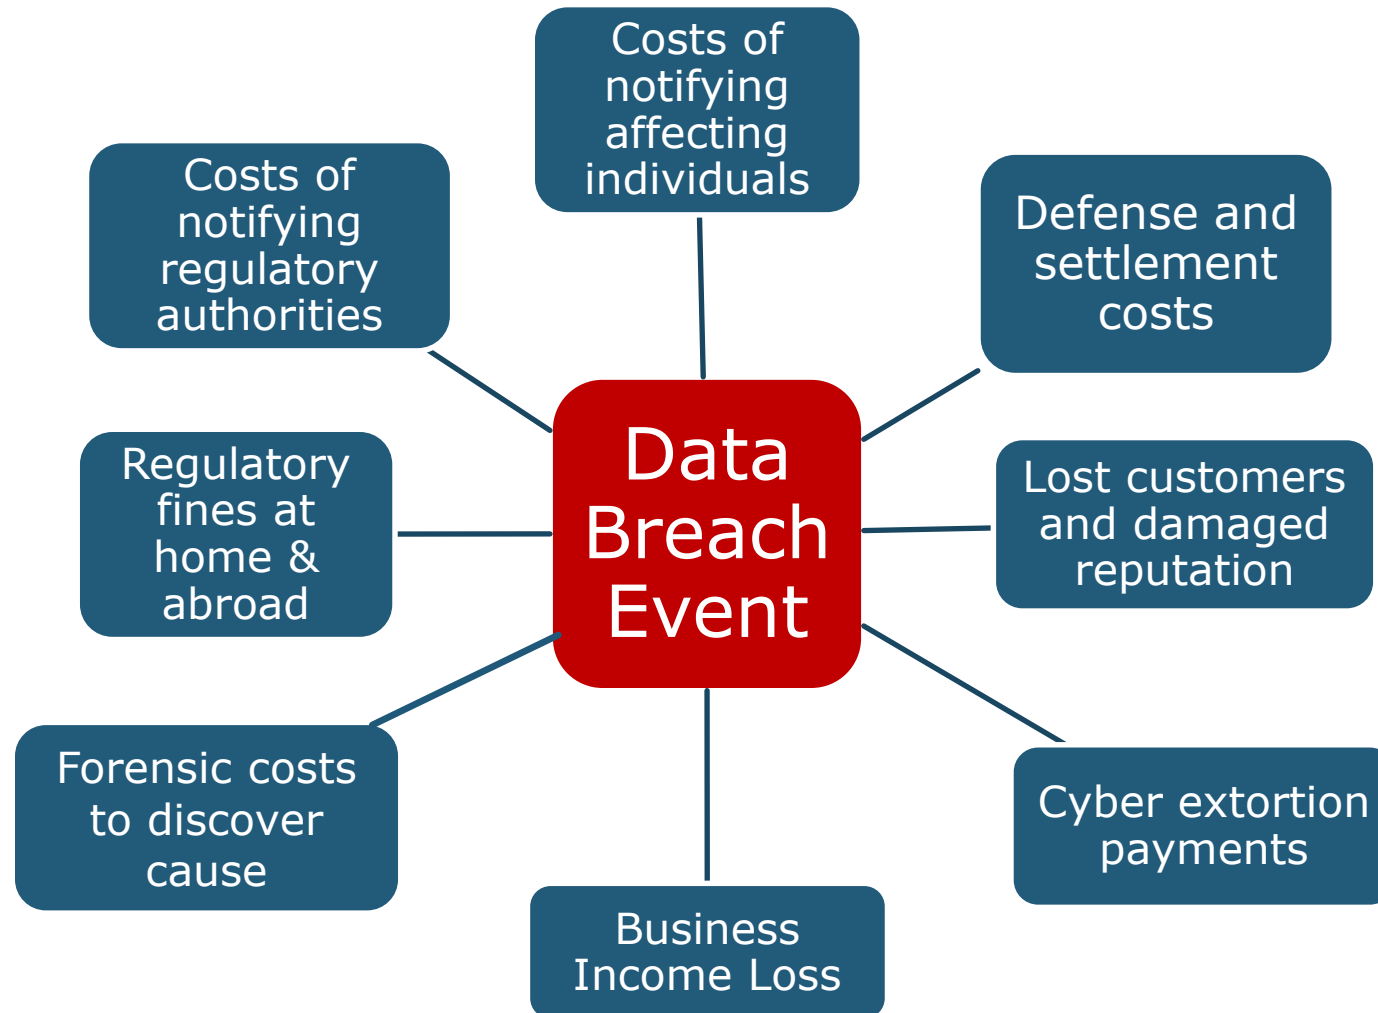 Costs of
notifying
affecting
individuals
Costs of
notifying
regulatory
authorities
Defense and
settlement
costs
Data
Breach
Event
Regulatory
fines at
home &
abroad
Lost customers
and damaged
reputation
Forensic costs
to discover
cause
Cyber extortion
payments
Business
Income Loss